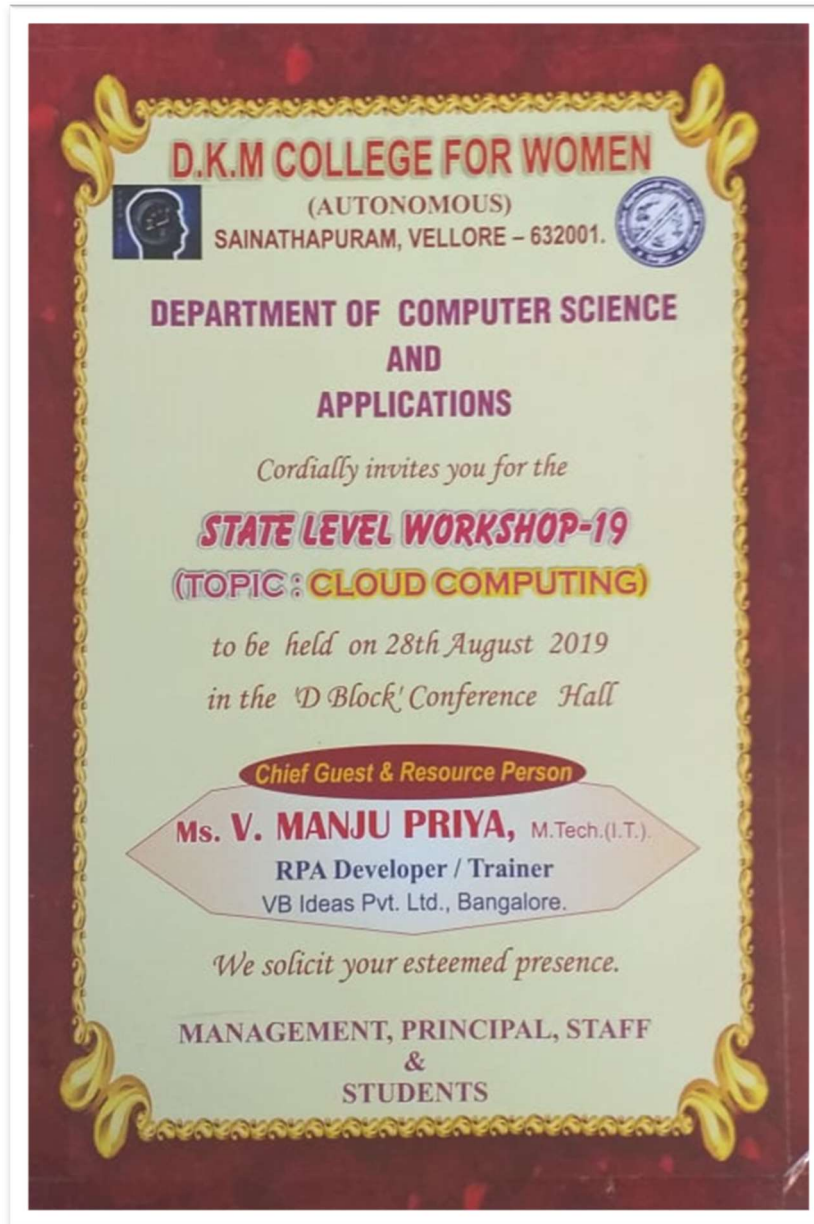 D.K.M COLLEGE FOR WOMEN
(AUTONOMOUS)
SAINATHAPURAM, VELLORE – 632001.
DEPARTMENT OF COMPUTER SCIENCE
AND
APPLICATIONS
Cordially invites you for the
STATE LEVEL WORKSHOP-19
(TOPIC : CLOUD COMPUTING)
to be held on 28th August 2019
in the 'D Block' Conference Hall
Chief Guest & Resource Person
Ms. V. MANJU PRIYA, M.Tech.(I.T.).
RPA Developer / Trainer
VB Ideas Pvt. Ltd., Bangalore.
We solicit your esteemed presence.
MANAGEMENT, PRINCIPAL, STAFF
&
STUDENTS